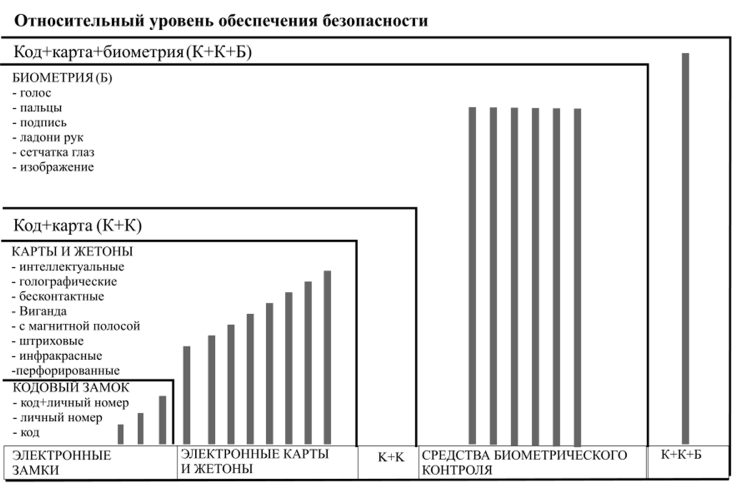 Относительный уровень обеспечения безопасности
Код+карта+биометрия(К+К+Б)
БИОМЕТРИЯ(Б)
- голос
- пальцы
- подпись
- ладони рук
- сетчатка глаз
- изображение
Код+карта (К+К)
КАРТЫ И ЖЕТОНЫ
- интеллектуальные
- голографические
- бесконтактные
- Виганда
- с магнитной полосой
- штриховые
- инфракрасные
-перфорированные
КОДОВЫЙ ЗАМОК
- код+личный номер
- личный номер
- код
ЭЛЕКТРОННЫЕ
ЗАМКИ
ЭЛЕКТРОННЫЕ КАРТЫ
И ЖЕТОНЫ
К+К
СРЕДСТВА БИОМЕТРИЧЕСКОГО
КОНТРОЛЯ
К+К+Б